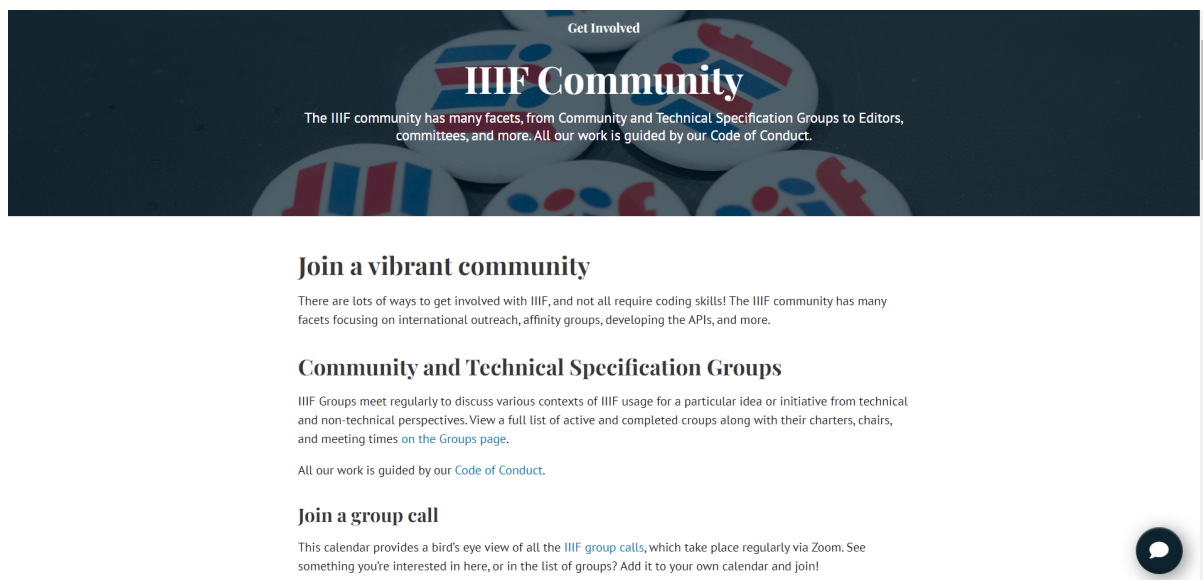 Get Involved
IIIF Community
The IIIF community has many facets, from Community and Technical Specification Groups to Editors,
committees, and more. All our work is guided by our Code of Conduct.
Join a vibrant community
There are lots of ways to get involved with IIIF, and not all require coding skills! The IIIF community has many
facets focusing on international outreach, affinity groups, developing the APIs, and more.
Community and Technical Specification Groups
IIIF Groups meet regularly to discuss various contexts of IIIF usage for a particular idea or initiative from technical
and non-technical perspectives. View a full list of active and completed croups along with their charters, chairs,
and meeting times on the Groups page.
All our work is guided by our Code of Conduct.
Join a group call
This calendar provides a bird's eye view of all the IIIF group calls, which take place regularly via Zoom. See
something you're interested in here, or in the list of groups? Add it to your own calendar and join!